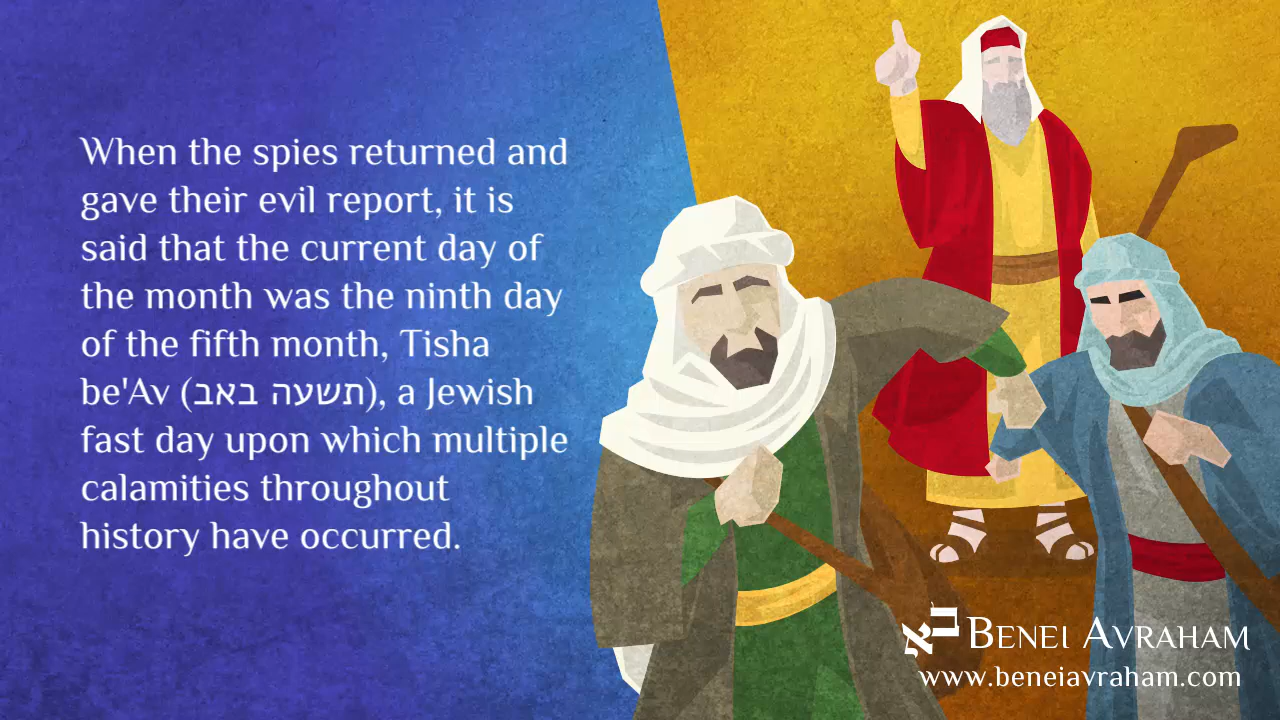 When the spies returned and
gave their evil report, it is
said that the current day of
the month was the ninth day
of the fifth month, Tisha
be'Av (תשעה באב), a Jewish
fast day upon which multiple
calamities throughout
history have occurred.
בא Benei Avraham
www.beneiavraham.com